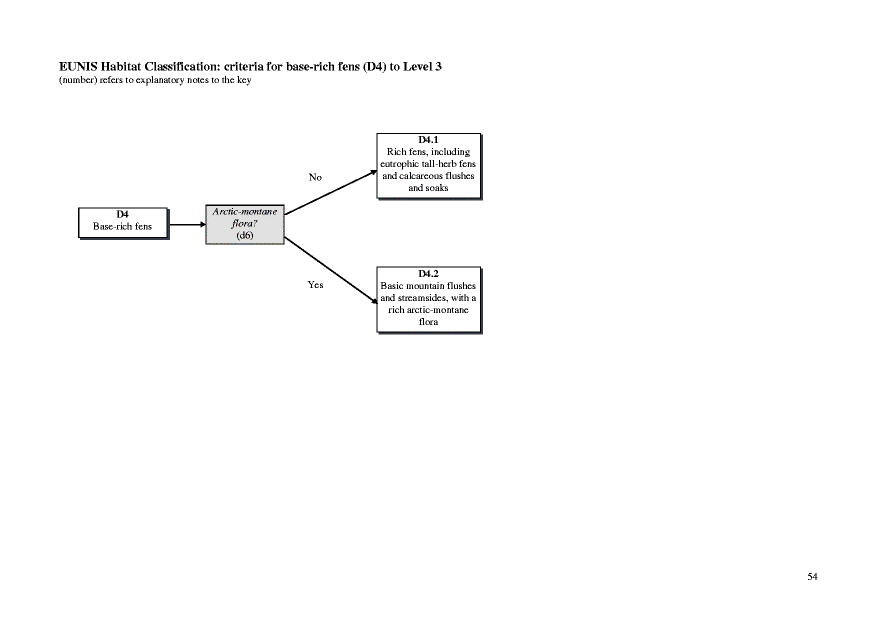 EUNIS Habitat Classification: criteria for base-rich fens (D4) to Level 3
(number) refers to explanatory notes to the key
D4.1
Rich fens, including
eutrophic tall-herb fens
and calcareous flushes
and soaks
No
D4
Base-rich fens
Arctic-montane
flora?
(d6)
Yes
D4.2
Basic mountain flushes
and streamsides, with a
rich arctic-montane
flora
54